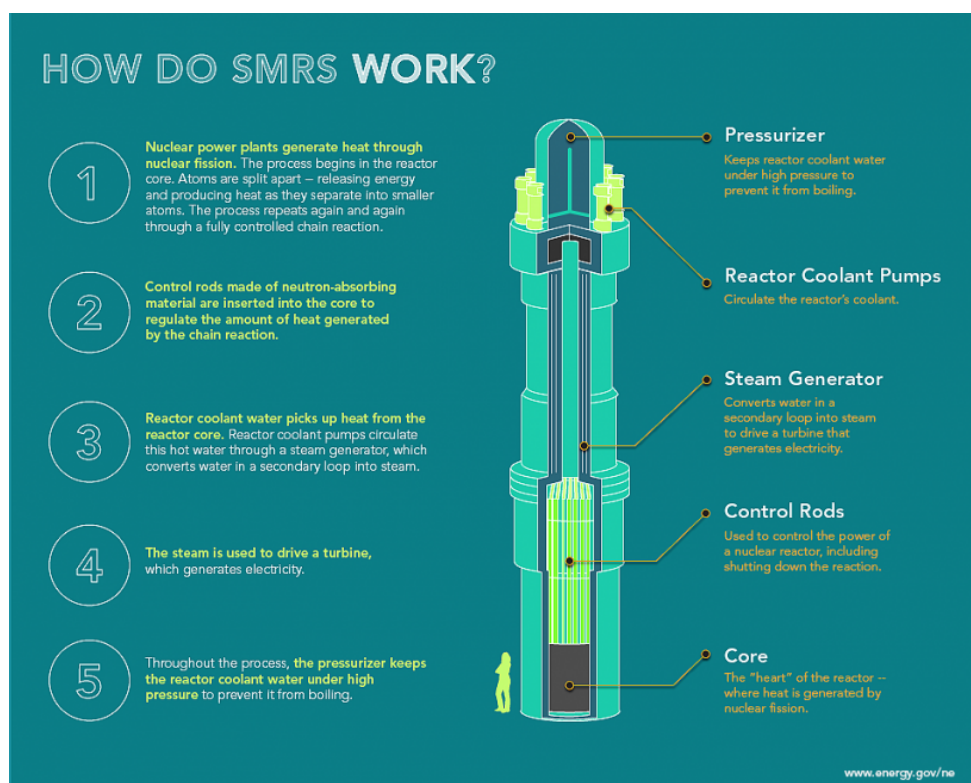 HOW DO SMRS WORK?
1
Nuclear power plants generate heat through
nuclear fission. The process begins in the reactor
core. Atoms are split apart – releasing energy
and producing heat as they separate into smaller
atoms. The process repeats again and again
through a fully controlled chain reaction.
2
Control rods made of neutron-absorbing
material are inserted into the core to
regulate the amount of heat generated
by the chain reaction.
3
Reactor coolant water picks up heat from the
reactor core. Reactor coolant pumps circulate
this hot water through a steam generator, which
converts water in a secondary loop into steam.
4
The steam is used to drive a turbine,
which generates electricity.
5
Throughout the process, the pressurizer keeps
the reactor coolant water under high
pressure to prevent it from boiling.
Pressurizer
Keeps reactor coolant water
under high pressure to
prevent it from boiling.
Reactor Coolant Pumps
Circulate the reactor's coolant.
Steam Generator
Converts water in a
secondary loop into steam
to drive a turbine that
generates electricity.
Control Rods
Used to control the power of
a nuclear reactor, including
shutting down the reaction.
Core
The "heart" of the reactor --
where heat is generated by
nuclear fission.
www.energy.gov/ne